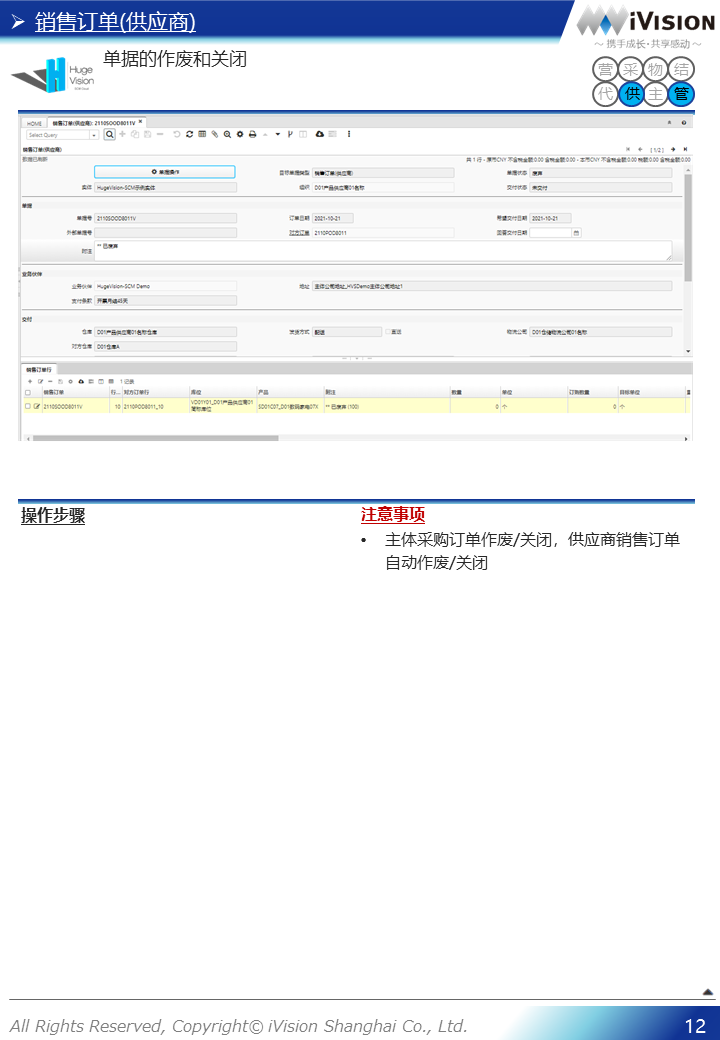 销售订单(供应商)
iVision
～ 携手成长·共享感动 ～
Huge
Vision
单据的作废和关闭
营 采 物 结
代 供 主 管
HOME 销售订单(供应商): 2110SOOD8011V
Select Query
销售订单(供应商)
[1/2]
数据已刷新
共 1 行 - 原币CNY 不含税金额:0.00 含税金额:0.00 - 本币CNY 不含税金额:0.00 税额:0.00 含税金额:0.00
单据操作 目标单据类型 销售订单(供应商) 单据状态 废弃
实体 HugeVision-SCM示例实体 组织 D01产品供应商01名称 交付状态 未交付
单据
单据号 2110SOOD8011V 订单日期 2021-10-21 希望交付日期 2021-10-21
外部单据号 对方订单 2110POD8011 回答交付日期
附注 ** 已废弃
业务伙伴
业务伙伴 HugeVision-SCM Demo 地址 主体公司地址_HVSDemo主体公司地址1
支付条款 开票月结45天
交付
仓库 D01产品供应商01名称仓库 发货方式 配送 直送 物流公司 D01仓储物流公司01名称
对方仓库 D01仓库A
销售订单行
1 记录
销售订单 行... 对方订单行 库位 产品 附注 数量 单位 订购数量 目标单位
2110SOOD8011V 10 2110POD8011_10 VD01Y01_D01产品供应商01简称库位 SD01C07_D01数码家电07X ** 已废弃 (100) 0 个 0 个
操作步骤
注意事项
• 主体采购订单作废/关闭，供应商销售订单
自动作废/关闭
All Rights Reserved, Copyright© iVision Shanghai Co., Ltd.
12